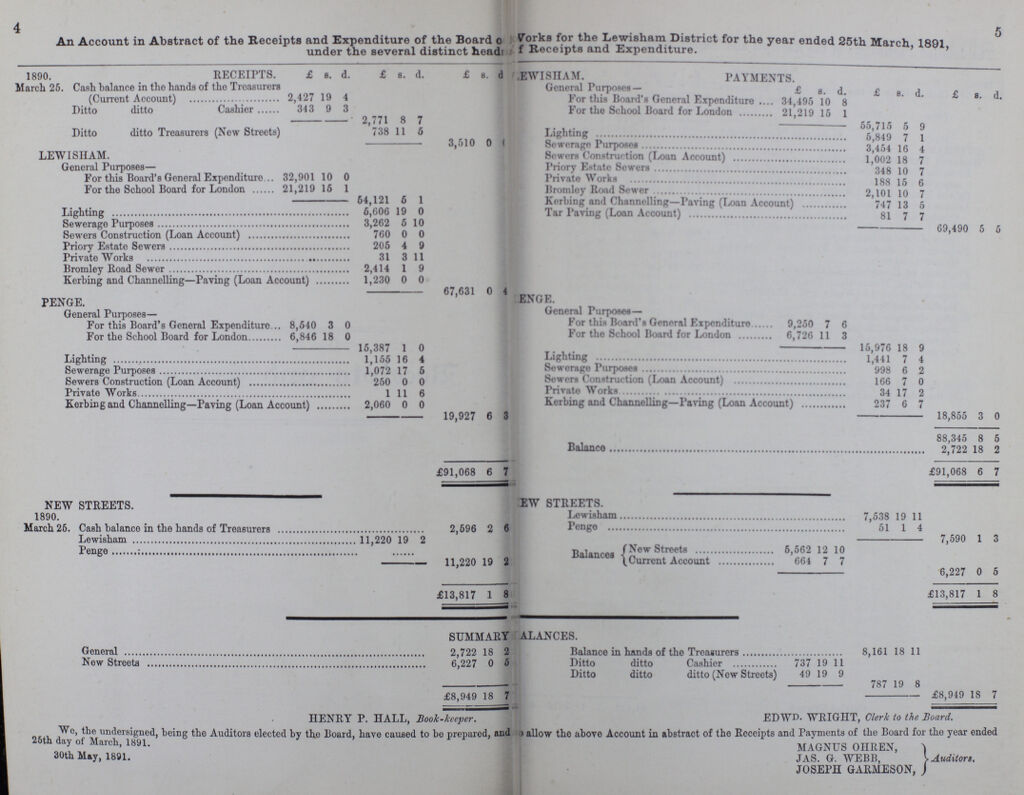 4
5
An Account in Abstract of the Receipts and Expenditure of the Board o Works for the Lewisham District for the year ended 25th March, 1891,
under the several distinct heads f Receipts and Expenditure.
1890. RECEIPTS. £ s. d. £ s. d. £ s. d
March 25. Cash balance in the hands of the Treasurers
(Current Account) 2,427 19 4
Ditto ditto Cashier 343 9 3
2,771 8 7
Ditto ditto Treasurers (New Streets) 738 11 5
3,510 0
LEWISHAM.
General Purposes—
For this Board's General Expenditure... 32,901 10 0
For the School Board for London 21,219 15 1
54,121 5 1
Lighting 5,606 19 0
Sewerage Purposes 3,262 5 10
Sewers Construction (Loan Account) 760 0 0
Priory Estate Sewers 205 4 9
Private Works 31 3 11
Bromley Road Sewer 2,414 1 9
Kerbing and Channelling—Paving (Loan Account) 1,230 0 0
67,631 0 4
PENGE.
General Purposes—
For this Board's General Expenditure... 8,540 3 0
For the School Board for London 6,846 18 0
15,387 1 0
Lighting 1,155 16 4
Sewerage Purposes 1,072 17 5
Sewers Construction (Loan Account) 250 0 0
Private Works 1 11 6
Kerbing and Channelling—Paving (Loan Account) 2,060 0 0
19,927 6 3
£91,068 6 7
NEW STREETS.
1890.
March 25. Cash balance in the hands of Treasurers 2,596 2 6
Lewisham 11,220 19 2
Penge ......
11,220 19 2
£13,817 1 8
SUMMARY
General 2,722 18 2
New Streets 6,227 0 5
£8,949 18 7
HENRY P. HALL, Book-keeper.
EWISHAM. PAYMENTS.
General Purposes— £ s. d. £ s. d. £ s. d.
For this Board's General Expenditure .... 34,495 10 8
For the School Board for London 21,219 15 1
55,715 5 9
Lighting 5,849 7 1
Sewerage Purposes 3,454 16 4
Sewers Construction (Loan Account) 1,002 18 7
Priory Estate Sewers 348 10 7
Private Works 188 15 6
Bromley Road Sewer 2,101 10 7
Kerbing and Channelling—Paving (Loan Account) 747 13 5
Tar Paving (Loan Account) 81 7 7
69,490 5 5
ENGE.
General Purposes—
For this Board's General Expenditure 9,250 7 6
For the School Board for London 6,726 11 3
15,976 18 9
Lighting 1,441 7 4
Sewerage Purposes 998 6 2
Sewers Construction (Loan Account) 166 7 0
Private Works 34 17 2
Kerbing and Channelling—Paving (Loan Account) 237 6 7
18,855 3 0
88,345 8 5
Balance 2,722 18 2
£91,068 6 7
EW STREETS.
Lewisham 7,538 19 11
Penge 51 1 4
7,590 1 3
Balances { New Streets 5,562 12 10
Current Account 664 7 7
6,227 0 5
£13,817 1 8
ALANCES.
Balance in hands of the Treasurers 8,161 18 11
Ditto ditto Cashier 737 19 11
Ditto ditto ditto (New Streets) 49 19 9
787 19 8
£8,949 18 7
EDWD. WRIGHT, Clerk to the Board.
We, the undersigned, being the Auditors elected by the Board, have caused to be prepared, and allow the above Account in abstract of the Receipts and Payments of the Board for the year ended
25th day of March, 1891.
30th May, 1891.
MAGNUS OHREN,
JAS. G. WEBB,
JOSEPH GARMESON,
} Auditors.